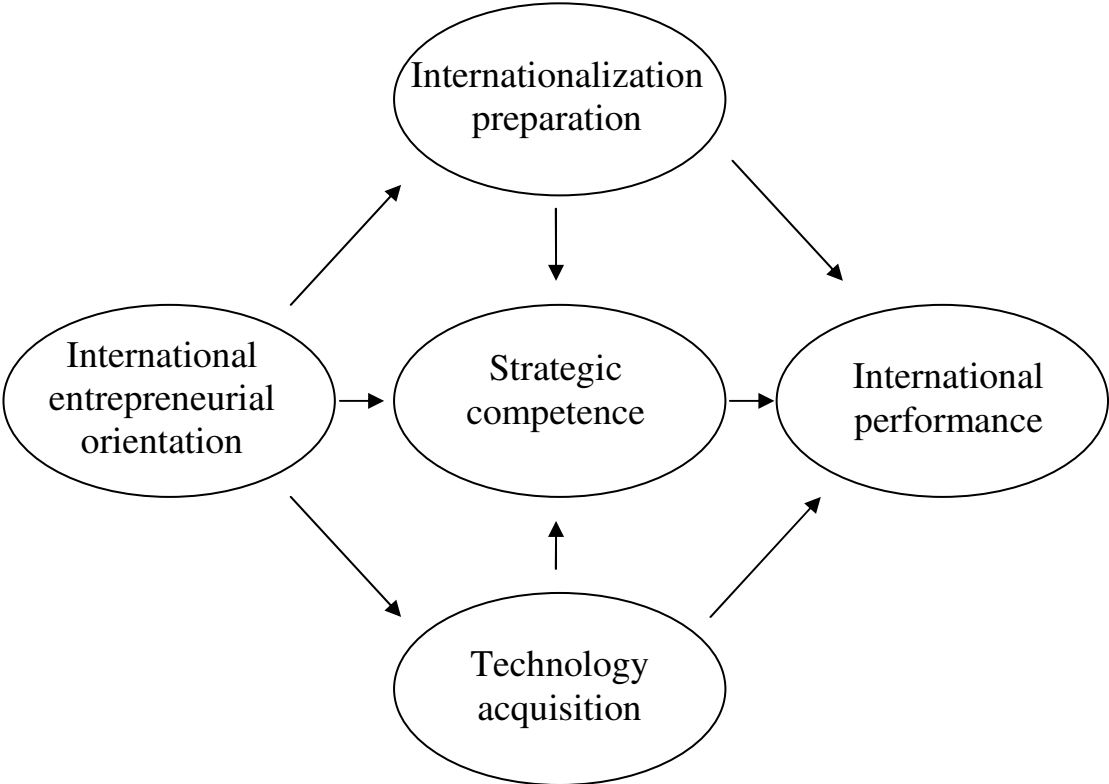 Internationalization
preparation
International
entrepreneurial
orientation
Strategic
competence
International
performance
Technology
acquisition